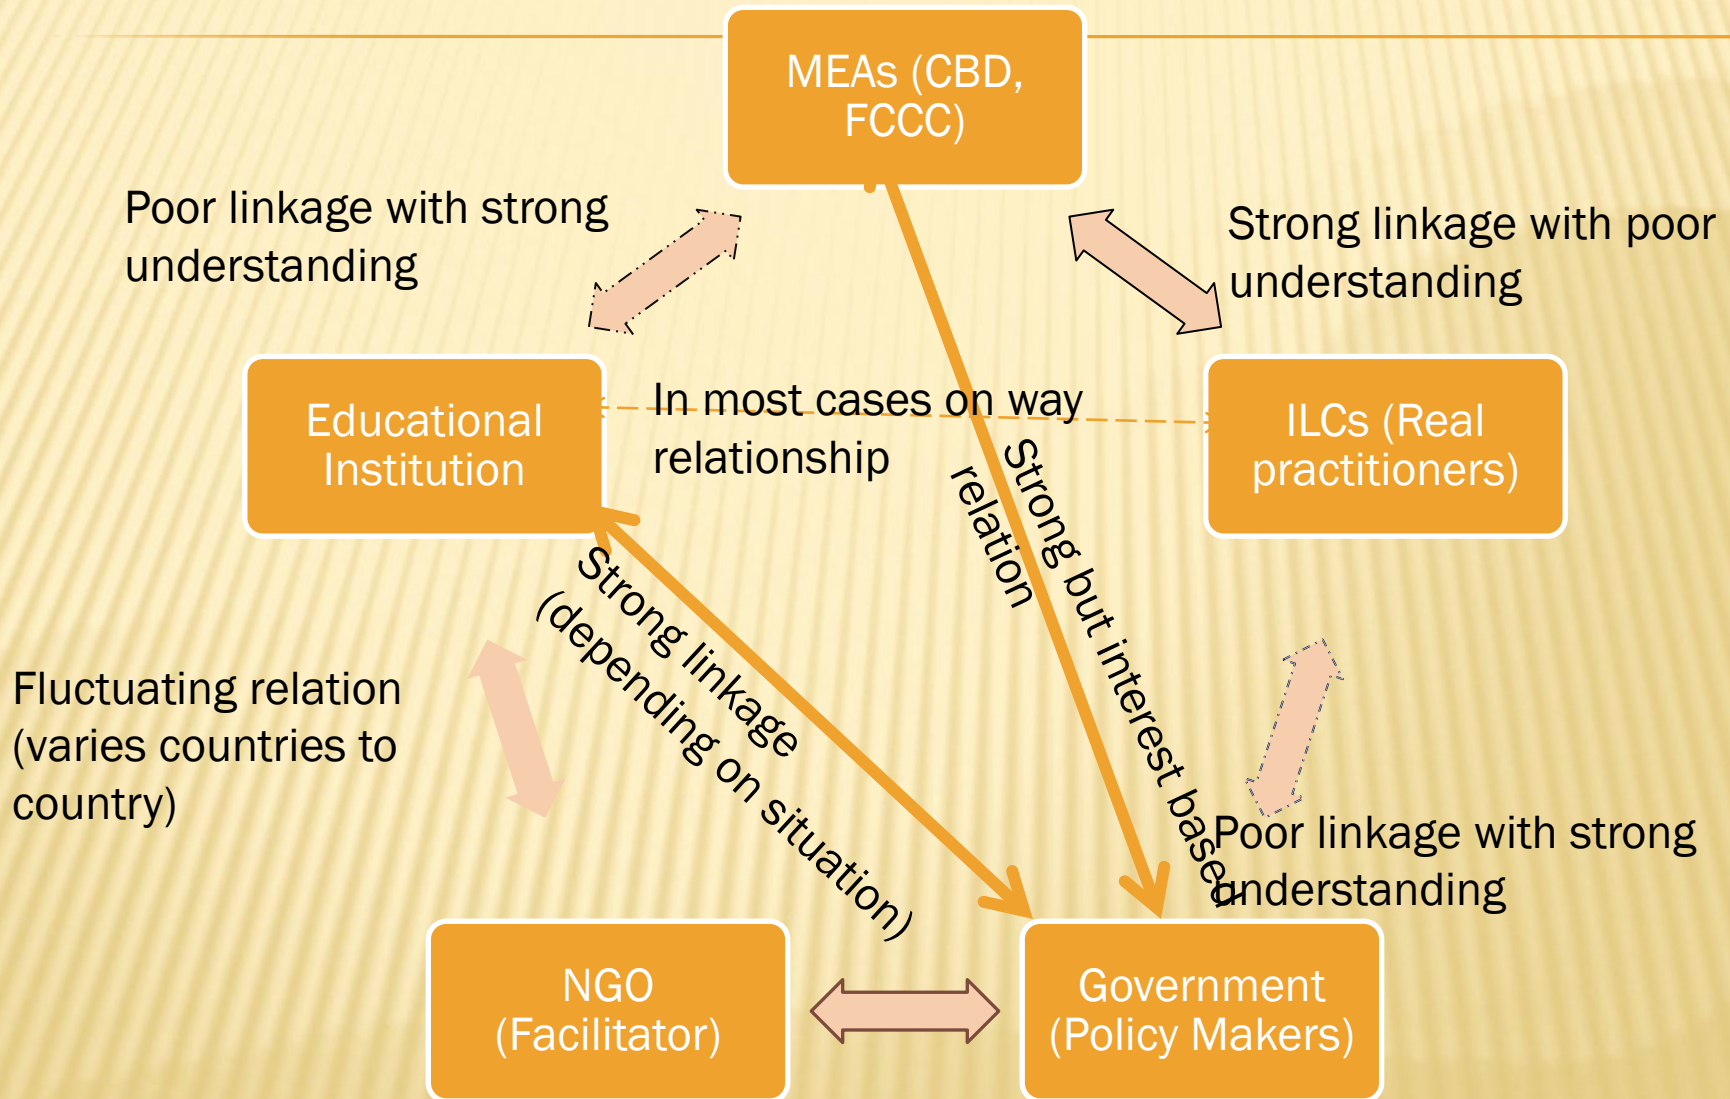 MEAs (CBD,
FCCC)
Poor linkage with strong
understanding
Strong linkage with poor
understanding
Educational
Institution
In most cases on way
relationship
ILCs (Real
practitioners)
Strong but interest based
relation
Strong linkage
(depending on situation)
Fluctuating relation
(varies countries to
country)
Poor linkage with strong
understanding
NGO
(Facilitator)
Government
(Policy Makers)